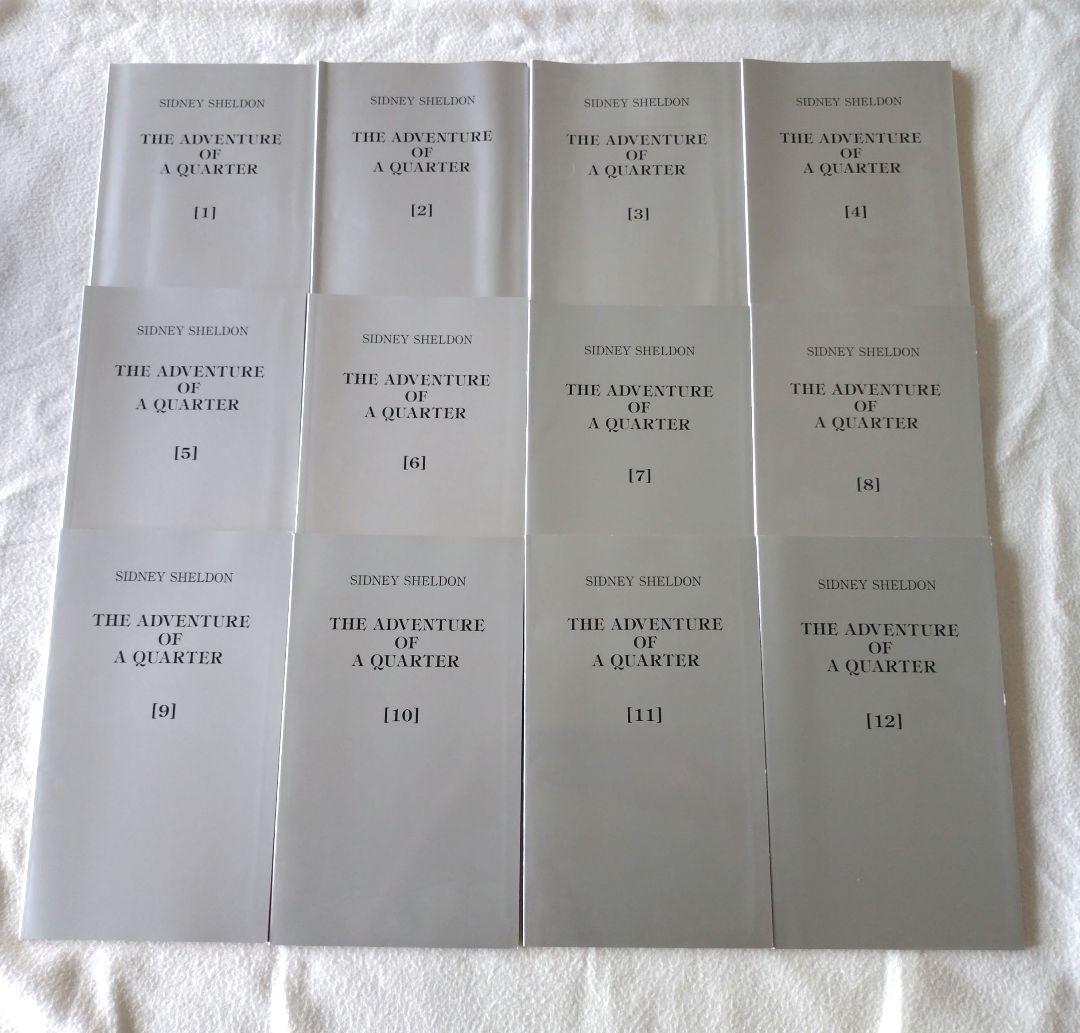 SIDNEY SHELDON
THE ADVENTURE
OF
A QUARTER
[1]
SIDNEY SHELDON
THE ADVENTURE
OF
A QUARTER
[2]
SIDNEY SHELDON
THE ADVENTURE
OF
A QUARTER
[3]
SIDNEY SHELDON
THE ADVENTURE
OF
A QUARTER
[4]
SIDNEY SHELDON
THE ADVENTURE
OF
A QUARTER
[5]
SIDNEY SHELDON
THE ADVENTURE
OF
A QUARTER
[6]
SIDNEY SHELDON
THE ADVENTURE
OF
A QUARTER
[7]
SIDNEY SHELDON
THE ADVENTURE
OF
A QUARTER
[8]
SIDNEY SHELDON
THE ADVENTURE
OF
A QUARTER
[9]
SIDNEY SHELDON
THE ADVENTURE
OF
A QUARTER
[10]
SIDNEY SHELDON
THE ADVENTURE
OF
A QUARTER
[11]
SIDNEY SHELDON
THE ADVENTURE
OF
A QUARTER
[12]